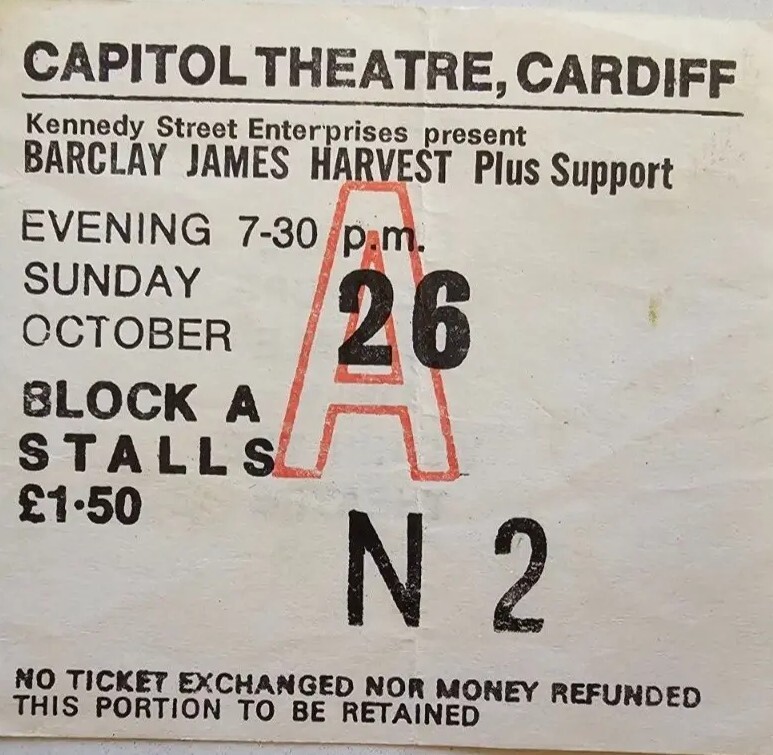 CAPITOL THEATRE, CARDIFF
Kennedy Street Enterprises present
BARCLAY JAMES HARVEST Plus Support
EVENING 7-30 p.m.
SUNDAY
OCTOBER 26
A
BLOCK A
STALLS
£1·50
N 2
NO TICKET EXCHANGED NOR MONEY REFUNDED
THIS PORTION TO BE RETAINED